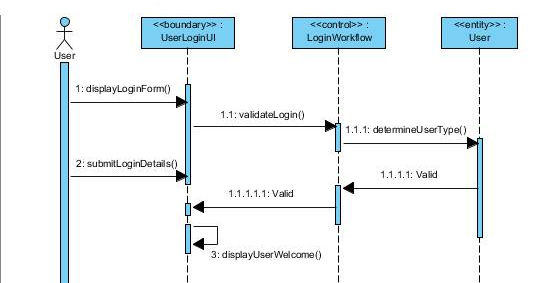 <<boundary>> :
UserLoginUI
<<control>> :
LoginWorkflow
<<entity>> :
User
User
1: displayLoginForm()
1.1: validateLogin()
1.1.1: determineUserType()
2: submitLoginDetails()
1.1.1.1: Valid
1.1.1.1.1: Valid
3: displayUserWelcome()